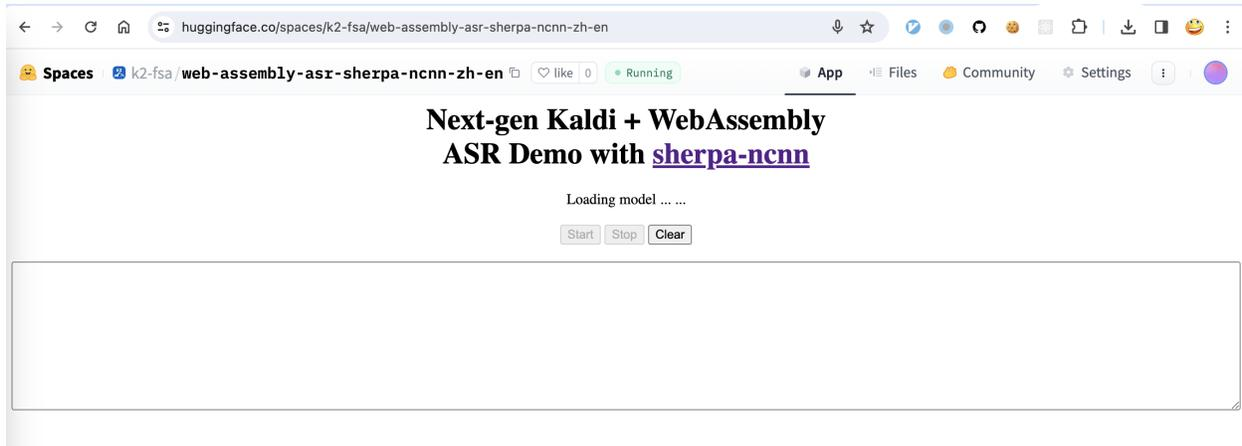 huggingface.co/spaces/k2-fsa/web-assembly-asr-sherpa-ncnn-zh-en
Spaces k2-fsa/web-assembly-asr-sherpa-ncnn-zh-en like 0 Running App Files Community Settings
Next-gen Kaldi + WebAssembly
ASR Demo with sherpa-ncnn
Loading model ... ...
Start Stop Clear